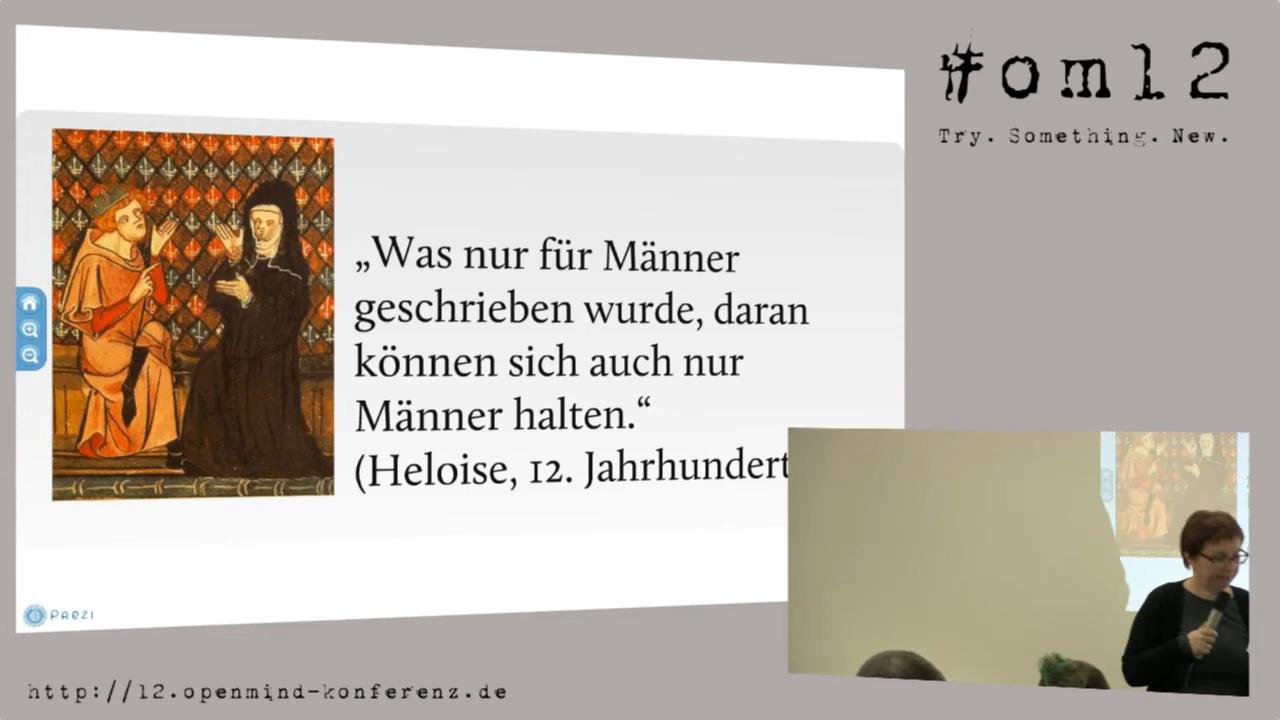 #om12
Try. Something. New.
„Was nur für Männer
geschrieben wurde, daran
können sich auch nur
Männer halten.“
(Heloise, 12. Jahrhundert
Prezi
http://12.openmind-konferenz.de